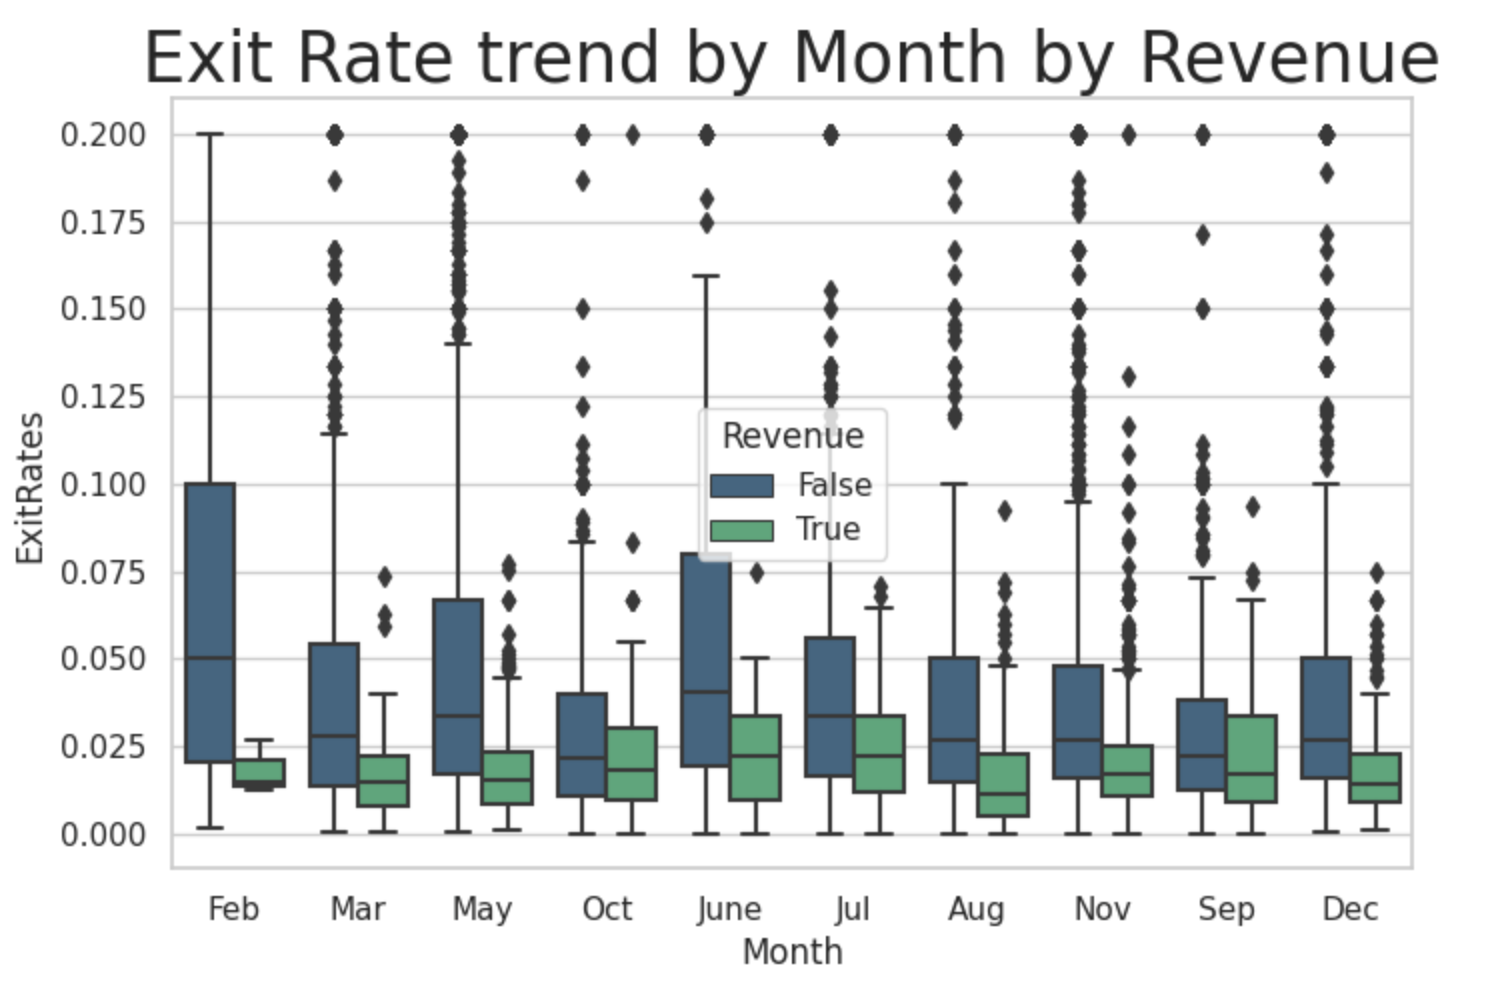 Exit Rate trend by Month by Revenue
0.200
0.175
0.150
0.125
0.100
0.075
0.050
0.025
0.000
ExitRates
Revenue
False
True
Feb Mar May Oct June Jul Aug Nov Sep Dec
Month